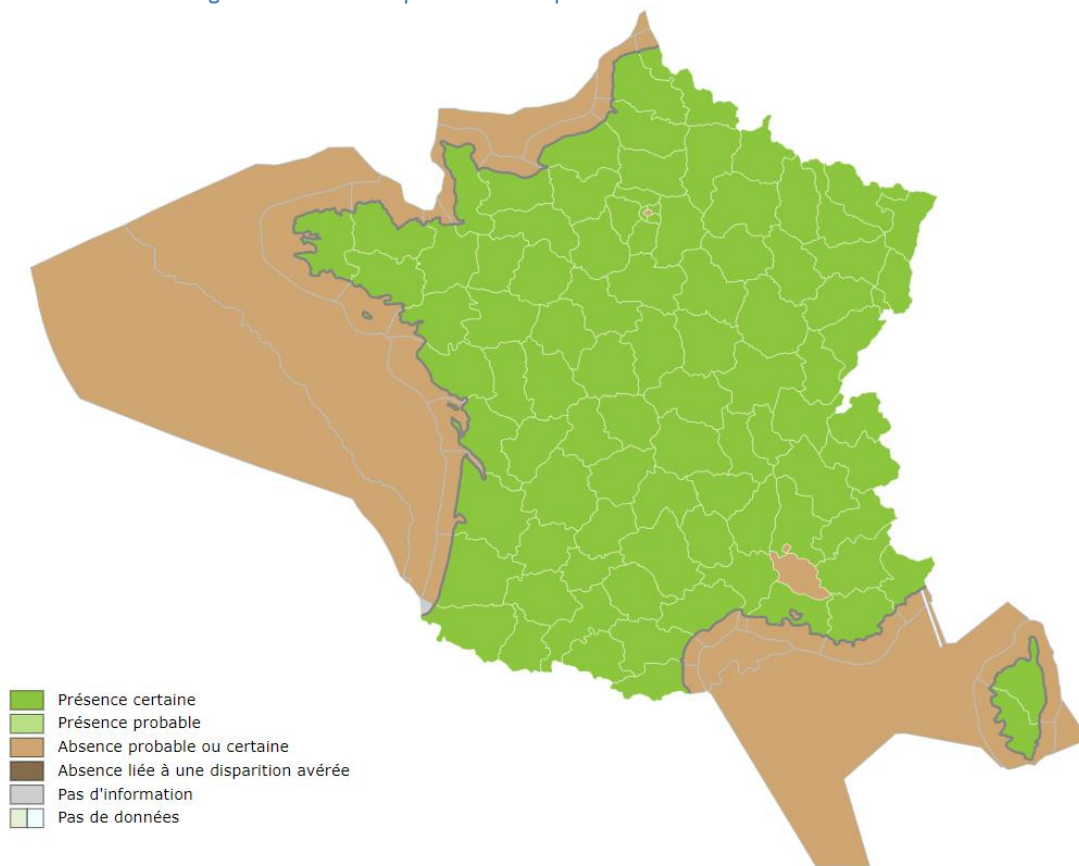 Présence certaine
Présence probable
Absence probable ou certaine
Absence liée à une disparition avérée
Pas d'information
Pas de données